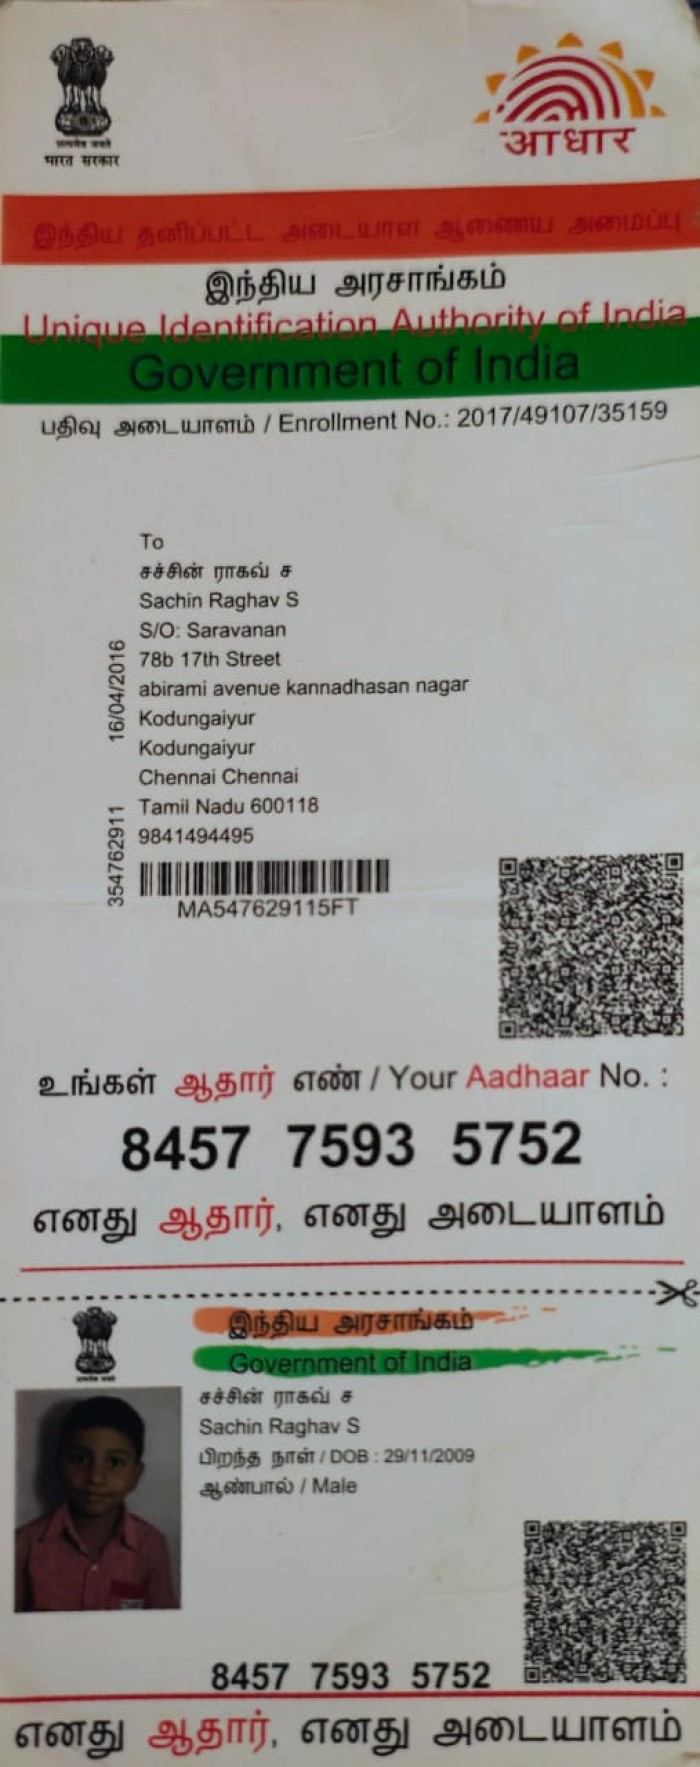 सत्यमेव जयते
भारत सरकार
आधार
இந்திய தனிப்பட்ட அடையாள ஆணைய அமைப்பு
இந்திய அரசாங்கம்
Unique Identification Authority of India
Government of India
பதிவு அடையாளம் / Enrollment No.: 2017/49107/35159
To
சச்சின் ராகவ் ச
Sachin Raghav S
S/O: Saravanan
78b 17th Street
abirami avenue kannadhasan nagar
Kodungaiyur
Kodungaiyur
Chennai Chennai
Tamil Nadu 600118
9841494495
16/04/2016
354762911
MA547629115FT
உங்கள் ஆதார் எண் / Your Aadhaar No. :
8457 7593 5752
எனது ஆதார், எனது அடையாளம்
இந்திய அரசாங்கம்
Government of India
சச்சின் ராகவ் ச
Sachin Raghav S
பிறந்த நாள் / DOB : 29/11/2009
ஆண்பால் / Male
8457 7593 5752
எனது ஆதார், எனது அடையாளம்